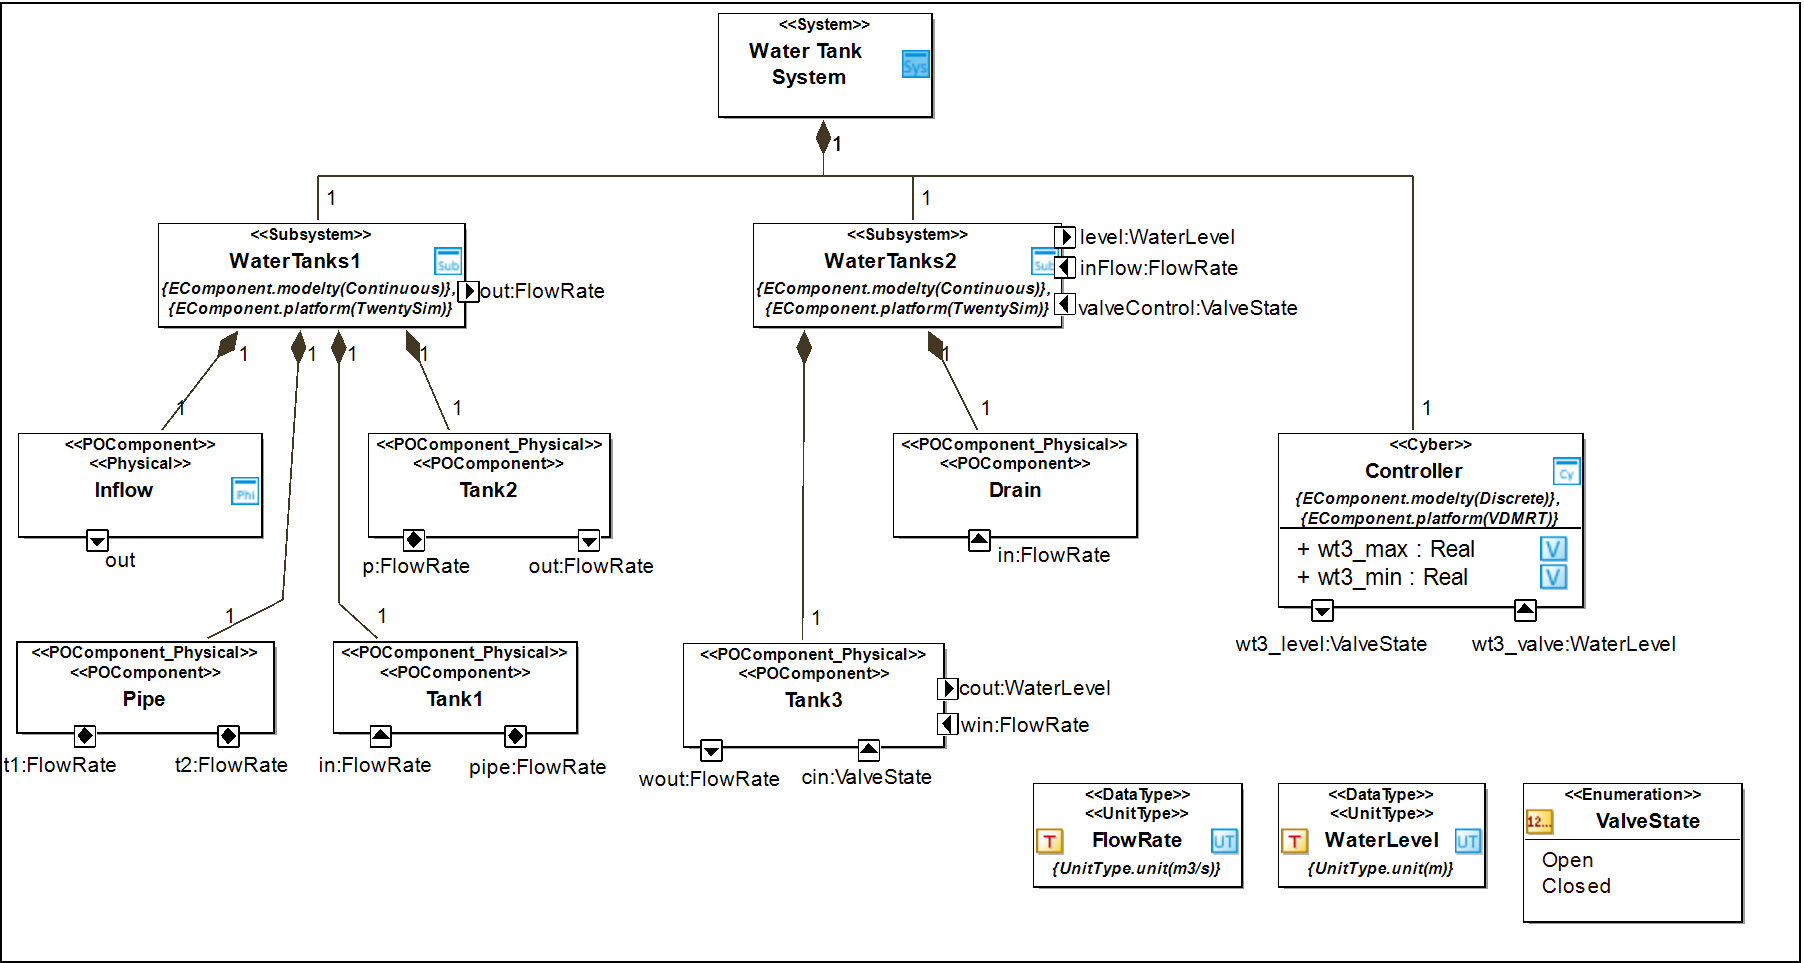 <<System>>
Water Tank
System
Sys
1
1
1
<<Subsystem>>
WaterTanks1
Sub
{EComponent.modelty(Continuous)},
{EComponent.platform(TwentySim)}
out:FlowRate
<<Subsystem>>
WaterTanks2
Sub
{EComponent.modelty(Continuous)},
{EComponent.platform(TwentySim)}
level:WaterLevel
inFlow:FlowRate
valveControl:ValveState
1
1
1
1
1
1
1
1
1
<<POComponent>>
<<Physical>>
Inflow
Phi
out
<<POComponent_Physical>>
<<POComponent>>
Tank2
p:FlowRate
out:FlowRate
<<POComponent_Physical>>
<<POComponent>>
Drain
in:FlowRate
<<Cyber>>
Controller
Cy
{EComponent.modelty(Discrete)},
{EComponent.platform(VDMRT)}
+ wt3_max : Real
V
+ wt3_min : Real
V
wt3_level:ValveState
wt3_valve:WaterLevel
1
1
1
<<POComponent_Physical>>
<<POComponent>>
Pipe
t1:FlowRate
t2:FlowRate
<<POComponent_Physical>>
<<POComponent>>
Tank1
in:FlowRate
pipe:FlowRate
<<POComponent_Physical>>
<<POComponent>>
Tank3
cout:WaterLevel
win:FlowRate
wout:FlowRate
cin:ValveState
<<DataType>>
<<UnitType>>
T
FlowRate
UT
{UnitType.unit(m3/s)}
<<DataType>>
<<UnitType>>
T
WaterLevel
UT
{UnitType.unit(m)}
<<Enumeration>>
12...
ValveState
Open
Closed